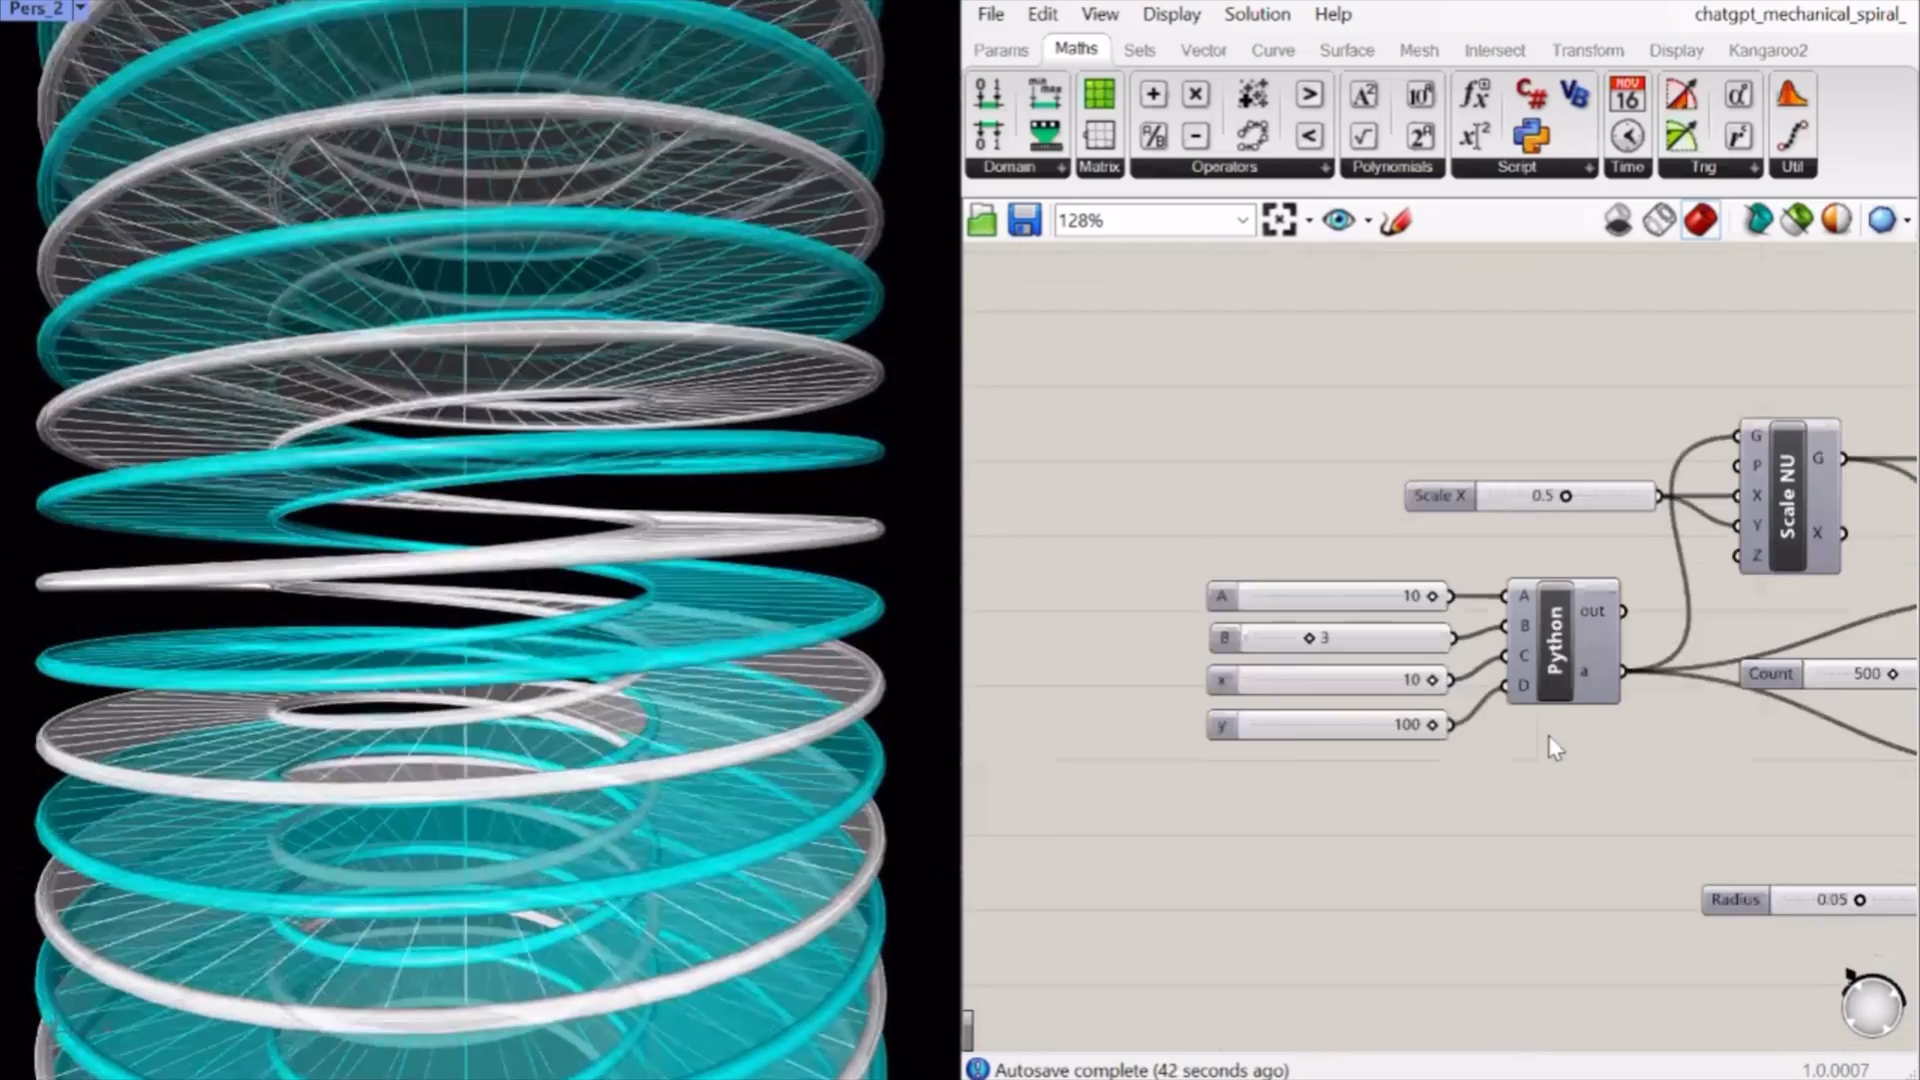 Pers_2
File Edit View Display Solution Help
chatgpt_mechanical_spiral_
Params Maths Sets Vector Curve Surface Mesh Intersect Transform Display Kangaroo2
Domain Matrix Operators Polynomials Script Time Trig Util
NOV
16
128%
Scale X 0.5
G
P
X
Y
Z
Scale NU
G
X
A 10
B 3
x 10
y 100
A
B
C
D
Python
out
a
Count 500
Radius 0.05
Autosave complete (42 seconds ago)
1.0.0007